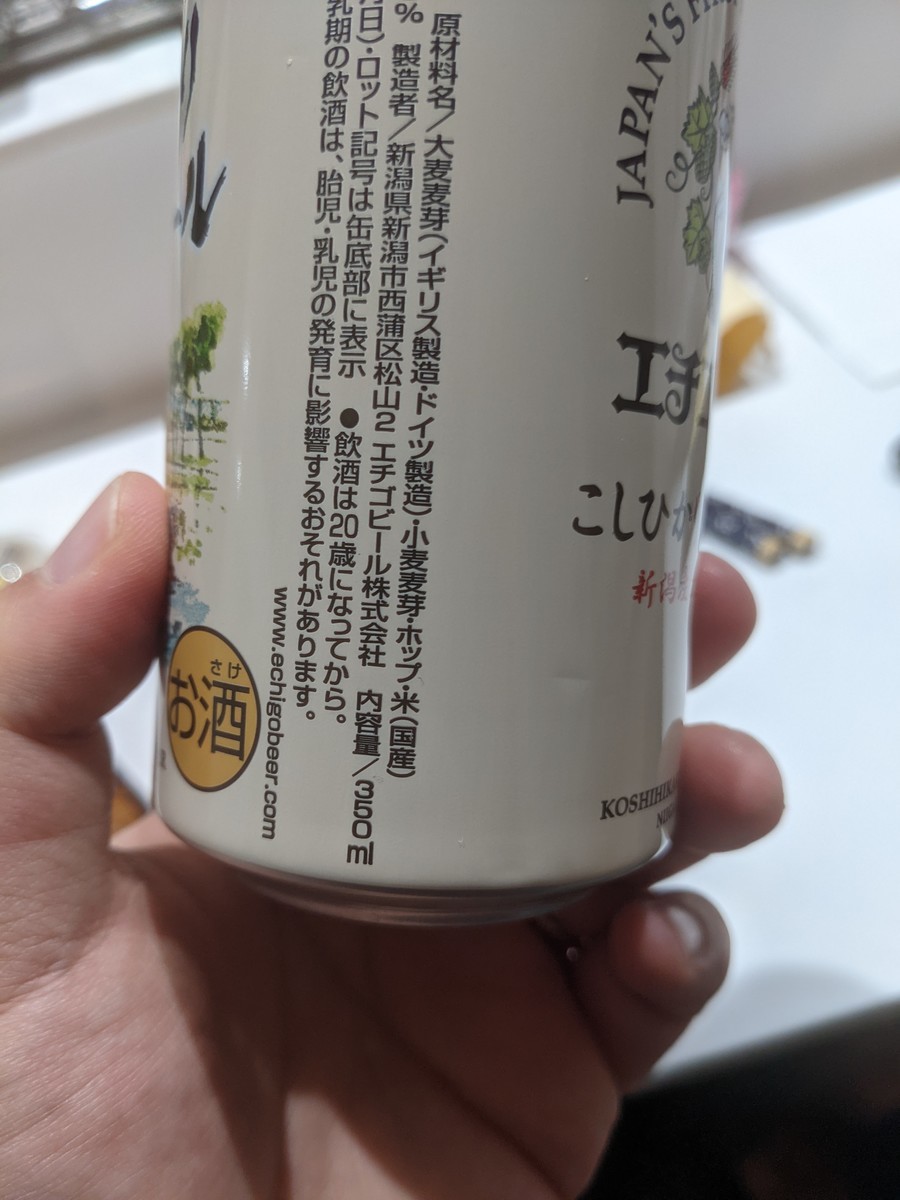 原材料名/大麦麦芽(イギリス製造・ドイツ製造)・小麦麦芽・ホップ・米(国産)
% 製造者/新潟県新潟市西蒲区松山2 エチゴビール株式会社 内容量/350ml
月日)・ロット記号は缶底部に表示 ●飲酒は20歳になってから。
乳期の飲酒は、胎児・乳児の発育に影響するおそれがあります。
www.echigobeer.com
さけ
お酒
ル
JAPAN'S
エチ
こしひか
新潟
KOSHIHIKA